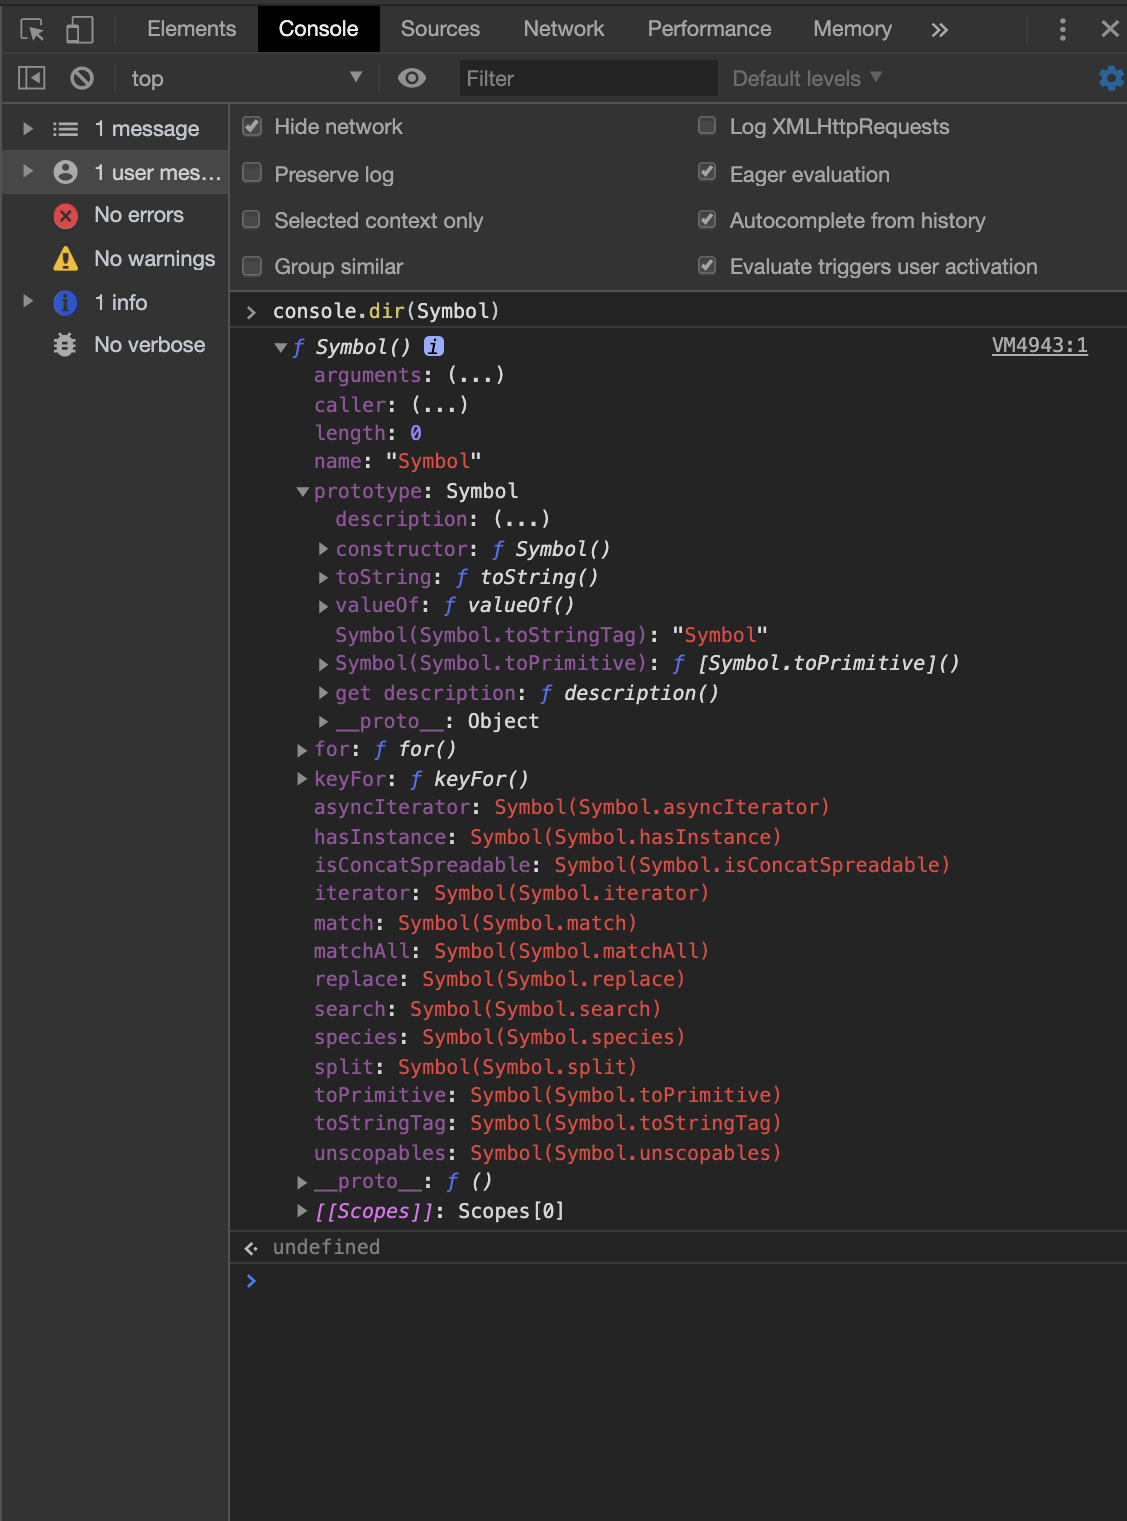 Elements Console Sources Network Performance Memory »
top Filter Default levels
1 message
1 user mes...
No errors
No warnings
1 info
No verbose
Hide network Log XMLHttpRequests
Preserve log Eager evaluation
Selected context only Autocomplete from history
Group similar Evaluate triggers user activation
> console.dir(Symbol)
ƒ Symbol() i VM4943:1
arguments: (...)
caller: (...)
length: 0
name: "Symbol"
prototype: Symbol
description: (...)
constructor: ƒ Symbol()
toString: ƒ toString()
valueOf: ƒ valueOf()
Symbol(Symbol.toStringTag): "Symbol"
Symbol(Symbol.toPrimitive): ƒ [Symbol.toPrimitive]()
get description: ƒ description()
__proto__: Object
for: ƒ for()
keyFor: ƒ keyFor()
asyncIterator: Symbol(Symbol.asyncIterator)
hasInstance: Symbol(Symbol.hasInstance)
isConcatSpreadable: Symbol(Symbol.isConcatSpreadable)
iterator: Symbol(Symbol.iterator)
match: Symbol(Symbol.match)
matchAll: Symbol(Symbol.matchAll)
replace: Symbol(Symbol.replace)
search: Symbol(Symbol.search)
species: Symbol(Symbol.species)
split: Symbol(Symbol.split)
toPrimitive: Symbol(Symbol.toPrimitive)
toStringTag: Symbol(Symbol.toStringTag)
unscopables: Symbol(Symbol.unscopables)
__proto__: ƒ ()
[[Scopes]]: Scopes[0]
undefined
>